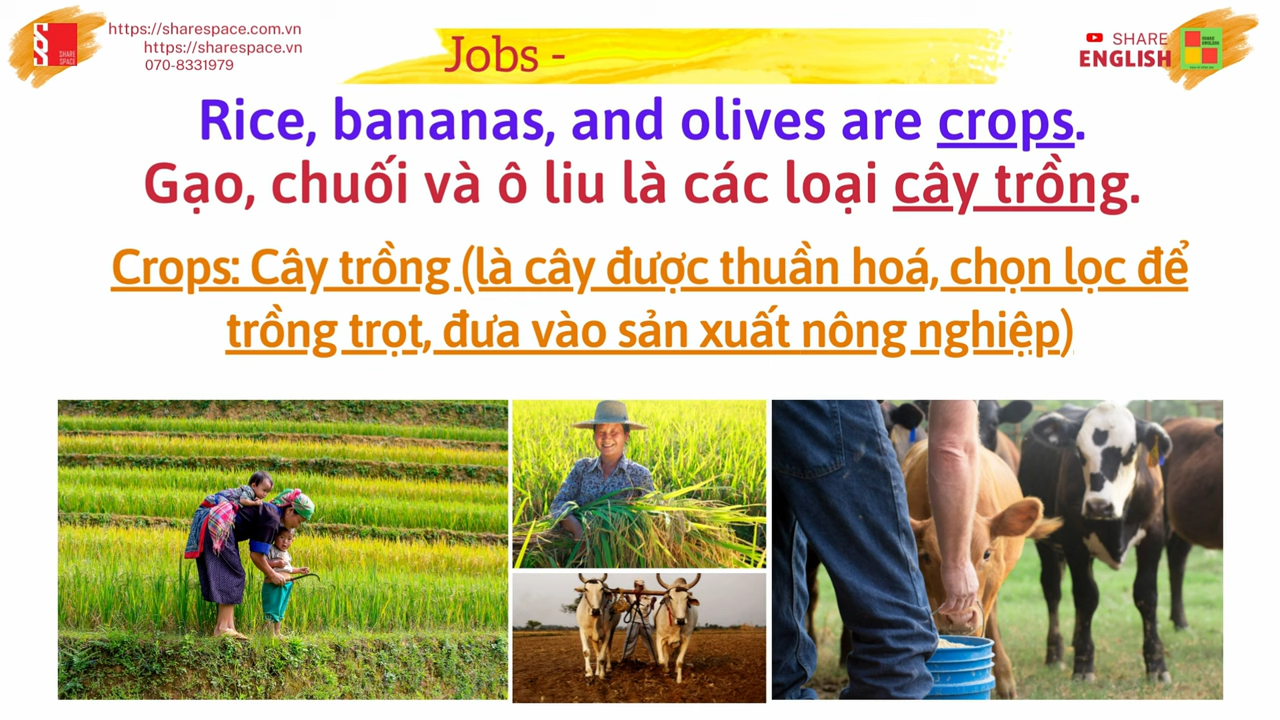 https://sharespace.com.vn
https://sharespace.vn
070-8331979
SHARE
SPACE
Jobs -
SHARE
ENGLISH
Rice, bananas, and olives are crops.
Gạo, chuối và ô liu là các loại cây trồng.
Crops: Cây trồng (là cây được thuần hoá, chọn lọc để
trồng trọt, đưa vào sản xuất nông nghiệp)